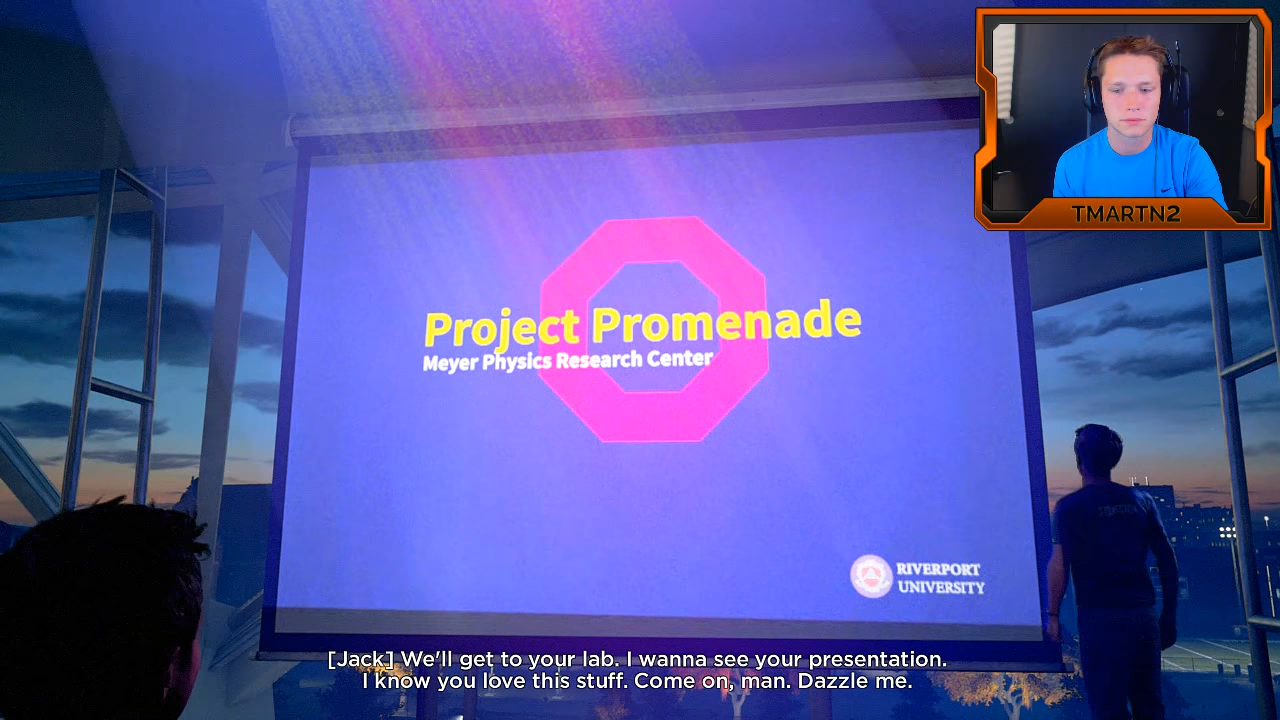 TMARTN2
Project Promenade
Meyer Physics Research Center
RIVERPORT
UNIVERSITY
[Jack] We'll get to your lab. I wanna see your presentation.
I know you love this stuff. Come on, man. Dazzle me.